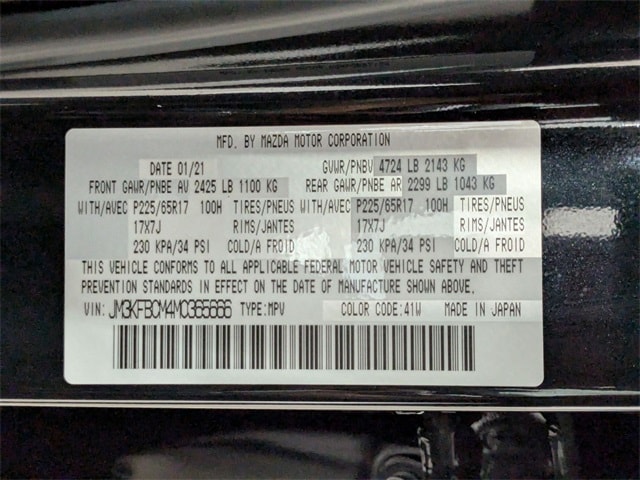 MFD. BY MAZDA MOTOR CORPORATION
DATE 01/21 GVWR/PNBV 4724 LB 2143 KG
FRONT GAWR/PNBE AV 2425 LB 1100 KG REAR GAWR/PNBE AR 2299 LB 1043 KG
WITH/AVEC P225/65R17 100H TIRES/PNEUS WITH/AVEC P225/65R17 100H TIRES/PNEUS
17X7J RIMS/JANTES 17X7J RIMS/JANTES
230 KPA/34 PSI COLD/A FROID 230 KPA/34 PSI COLD/A FROID
THIS VEHICLE CONFORMS TO ALL APPLICABLE FEDERAL MOTOR VEHICLE SAFETY AND THEFT
PREVENTION STANDARDS IN EFFECT ON THE DATE OF MANUFACTURE SHOWN ABOVE.
VIN: JM3KFBCM4M0365666 TYPE:MPV COLOR CODE:41W MADE IN JAPAN